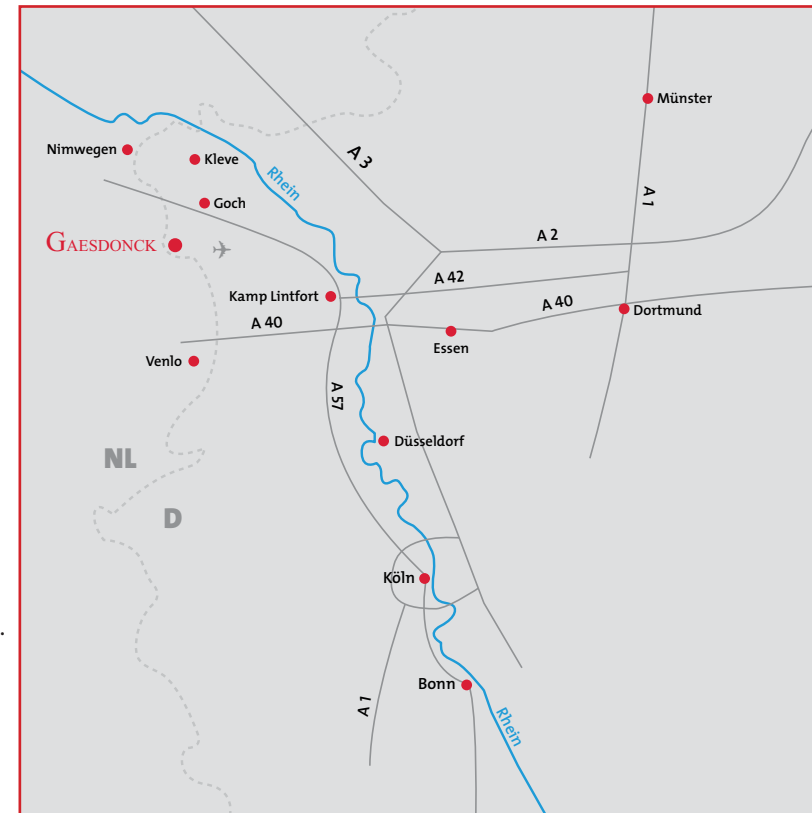 Münster
A 3
Nimwegen
Kleve
Rhein
A 1
Goch
A 2
GAESDONCK
A 42
Kamp Lintfort
A 40
A 40
Dortmund
Essen
Venlo
A 57
Düsseldorf
NL
D
Köln
Bonn
A 1
Rhein